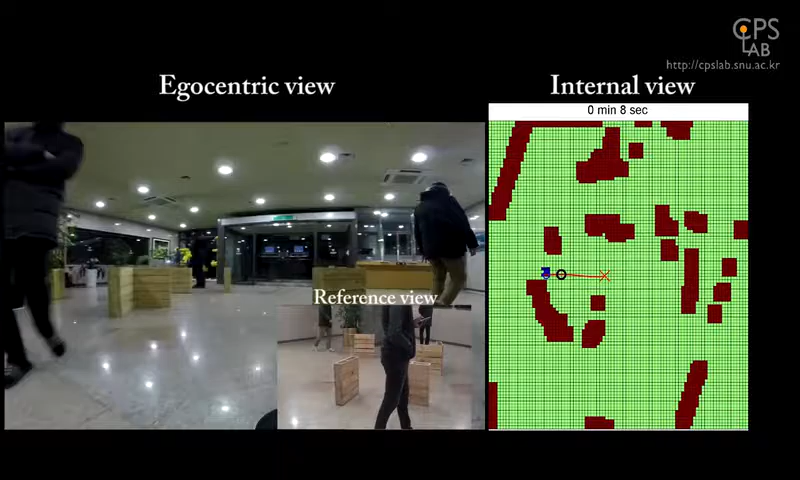 CPS
LAB
http://cpslab.snu.ac.kr
Egocentric view
Internal view
0 min 8 sec
Reference view